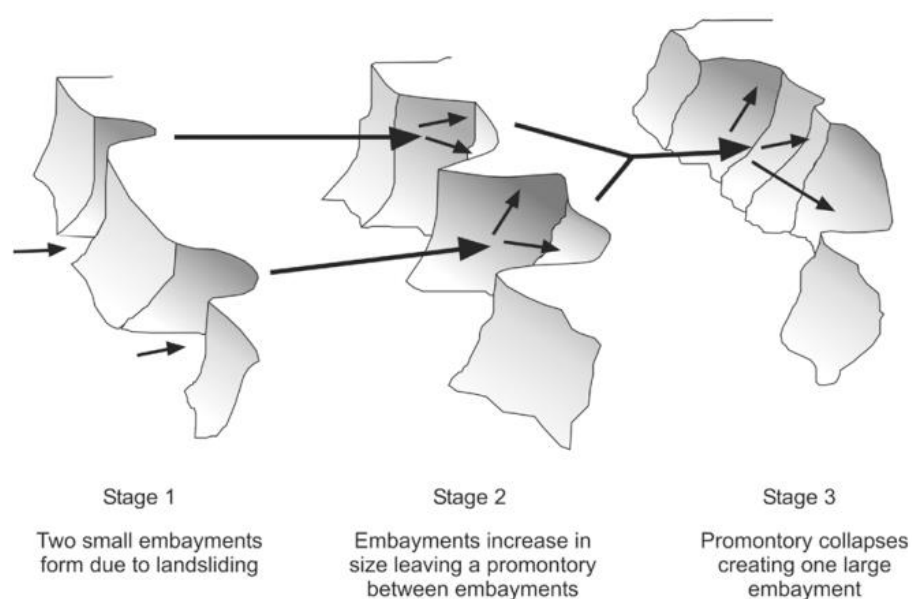 Stage 1
Two small embayments
form due to landsliding
Stage 2
Embayments increase in
size leaving a promontory
between embayments
Stage 3
Promontory collapses
creating one large
embayment